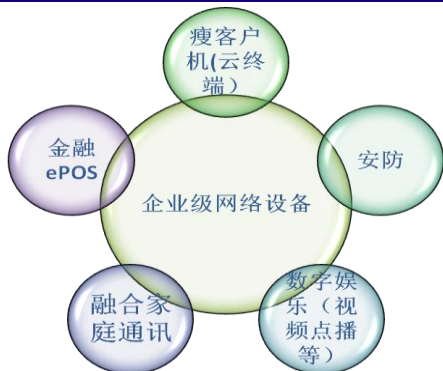 瘦客户
机(云终
端）
金融
ePOS
安防
企业级网络设备
融合家
庭通讯
数字娱
乐（视
频点播
等）